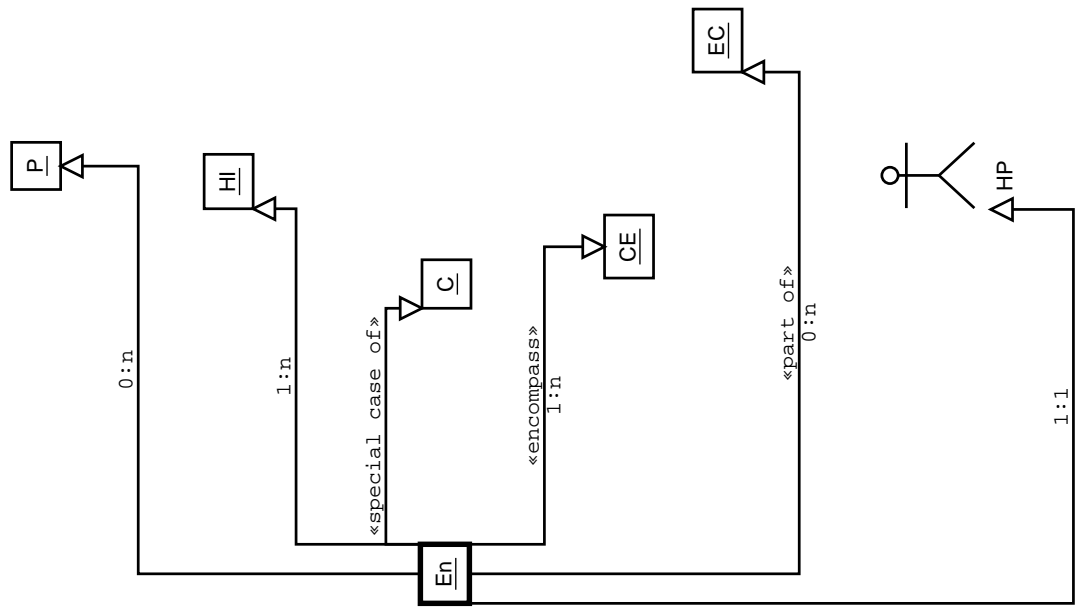 P
0:n
HI
1:n
C
«special case of»
CE
«encompass»
1:n
EC
«part of»
0:n
HP
1:1
En